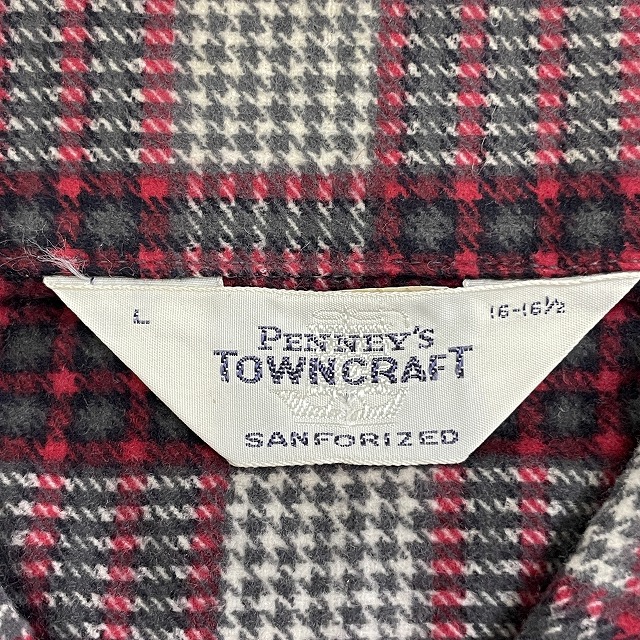 L
16-16½
PENNEY'S
TOWNCRAFT
SANFORIZED